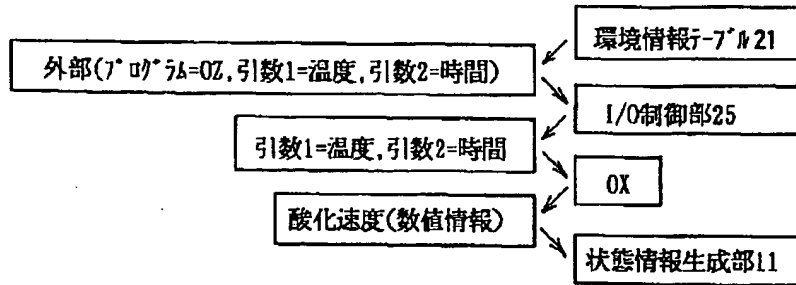 環境情報ﾃｰﾌﾞﾙ21
外部(ﾌﾟﾛｸﾞﾗﾑ=OZ,引数1=温度,引数2=時間)
I/O制御部25
引数1=温度,引数2=時間
OX
酸化速度(数値情報)
状態情報生成部11